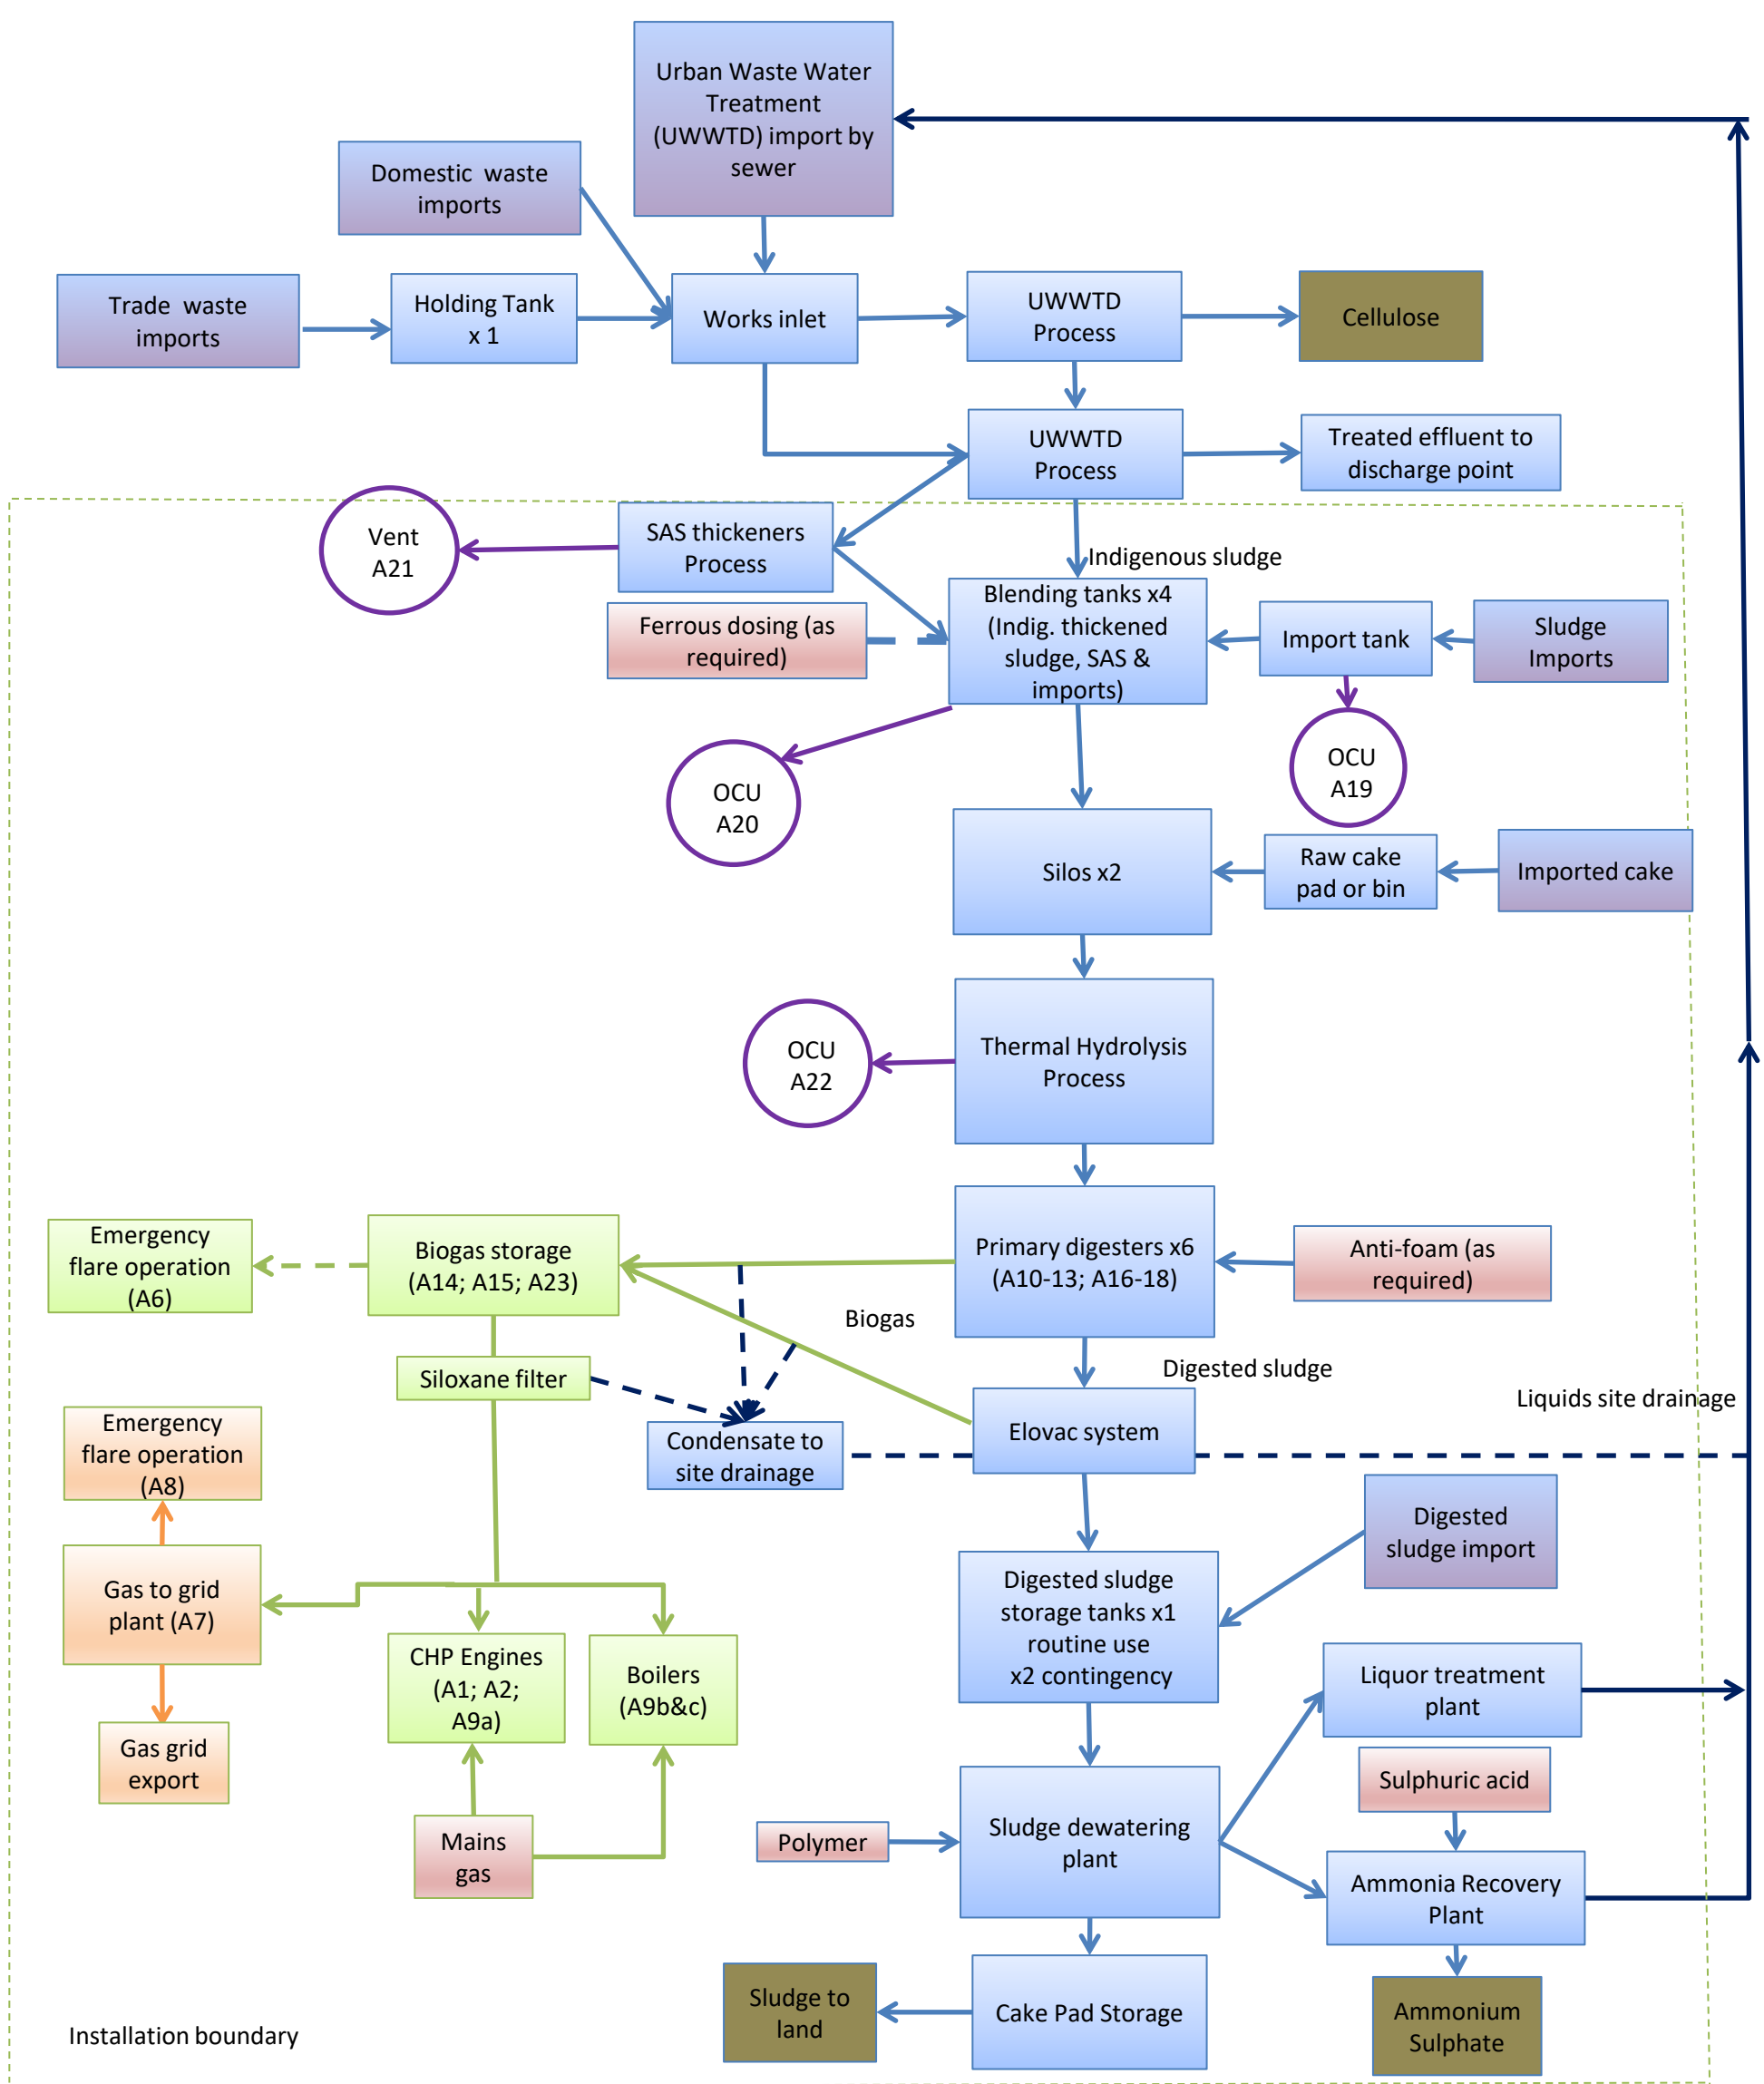 Urban Waste Water
Treatment
(UWWTD) import by
sewer
Domestic  waste
imports
Trade  waste
imports
Holding Tank
x 1
Works inlet
UWWTD
Process
Cellulose
UWWTD
Process
Treated effluent to
discharge point
Vent
A21
SAS thickeners
Process
Indigenous sludge
Ferrous dosing (as
required)
Blending tanks x4
(Indig. thickened
sludge, SAS &
imports)
Import tank
Sludge
Imports
OCU
A20
OCU
A19
Silos x2
Raw cake
pad or bin
Imported cake
OCU
A22
Thermal Hydrolysis
Process
Emergency
flare operation
(A6)
Biogas storage
(A14; A15; A23)
Primary digesters x6
(A10-13; A16-18)
Anti-foam (as
required)
Biogas
Siloxane filter
Digested sludge
Liquids site drainage
Emergency
flare operation
(A8)
Condensate to
site drainage
Elovac system
Digested
sludge import
Gas to grid
plant (A7)
Digested sludge
storage tanks x1
routine use
x2 contingency
CHP Engines
(A1; A2;
A9a)
Boilers
(A9b&c)
Liquor treatment
plant
Gas grid
export
Sulphuric acid
Mains
gas
Polymer
Sludge dewatering
plant
Ammonia Recovery
Plant
Sludge to
land
Cake Pad Storage
Ammonium
Sulphate
Installation boundary